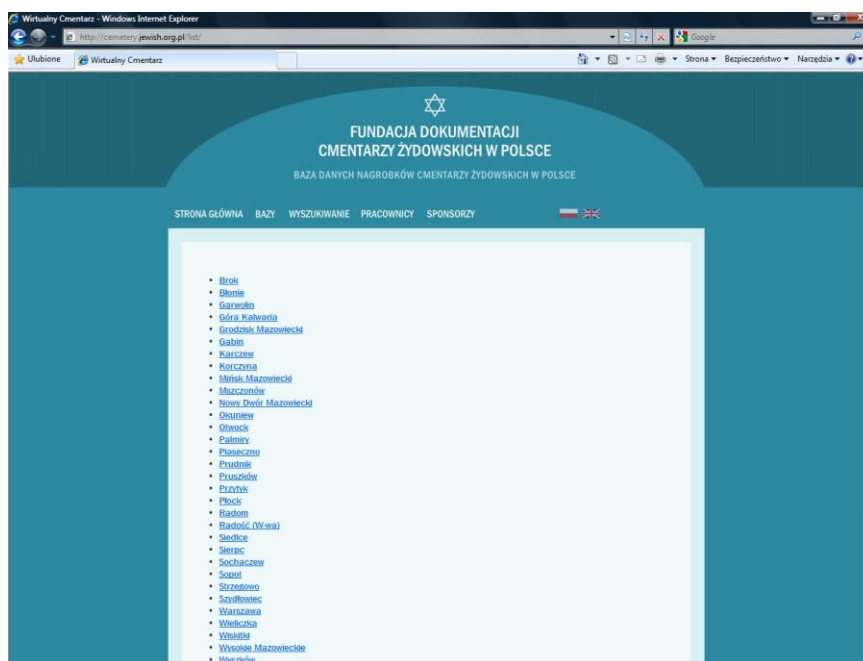 Wirtualny Cmentarz - Windows Internet Explorer
http://cemetery.jewish.org.pl/list/
Google
Ulubione
Wirtualny Cmentarz
Strona
Bezpieczeństwo
Narzędzia
FUNDACJA DOKUMENTACJI
CMENTARZY ŻYDOWSKICH W POLSCE
BAZA DANYCH NAGROBKÓW CMENTARZY ŻYDOWSKICH W POLSCE
STRONA GŁÓWNA BAZY WYSZUKIWANIE PRACOWNICY SPONSORZY
• Brok
• Błonie
• Garwolin
• Góra Kalwaria
• Grodzisk Mazowiecki
• Gąbin
• Karczew
• Korczyna
• Mińsk Mazowiecki
• Mszczonów
• Nowy Dwór Mazowiecki
• Okuniew
• Otwock
• Palmiry
• Piaseczno
• Prudnik
• Pruszków
• Przytyk
• Płock
• Radom
• Radość (W-wa)
• Siedlce
• Sierpc
• Sochaczew
• Sopot
• Strzegowo
• Szydłowiec
• Warszawa
• Wieliczka
• Wiskitki
• Wysokie Mazowieckie
• Wyszków